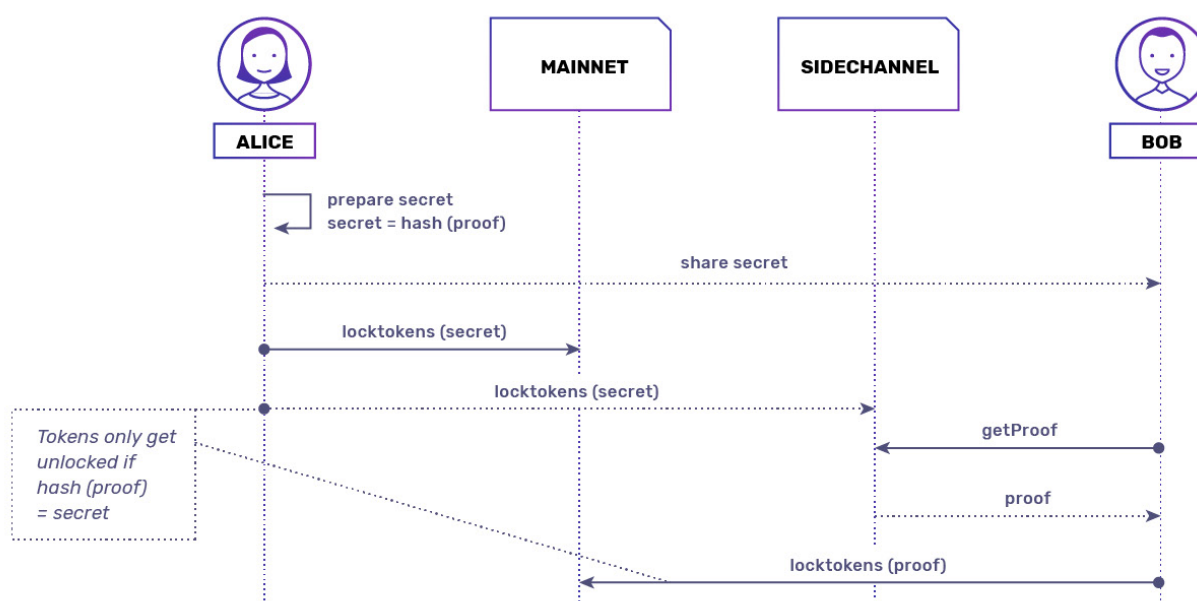 MAINNET
SIDECHANNEL
ALICE
BOB
prepare secret
secret = hash (proof)
share secret
locktokens (secret)
locktokens (secret)
Tokens only get
unlocked if
hash (proof)
= secret
getProof
proof
locktokens (proof)